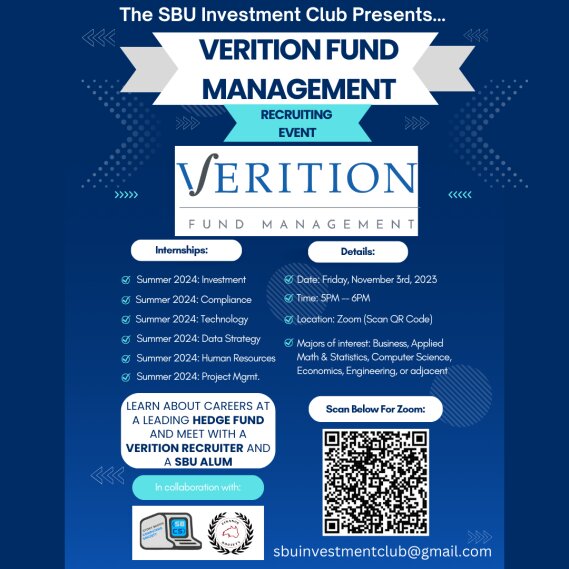 The SBU Investment Club Presents...
VERITION FUND
MANAGEMENT
RECRUITING
EVENT
VERITION
FUND MANAGEMENT
Internships:
Summer 2024: Investment
Summer 2024: Compliance
Summer 2024: Technology
Summer 2024: Data Strategy
Summer 2024: Human Resources
Summer 2024: Project Mgmt.
Details:
Date: Friday, November 3rd, 2023
Time: 5PM — 6PM
Location: Zoom (Scan QR Code)
Majors of interest: Business, Applied
Math & Statistics, Computer Science,
Economics, Engineering, or adjacent
LEARN ABOUT CAREERS AT
A LEADING HEDGE FUND
AND MEET WITH A
VERITION RECRUITER AND
A SBU ALUM
In collaboration with:
SB
FINANCE
SOCIETY
Scan Below For Zoom:
sbuinvestmentclub@gmail.com